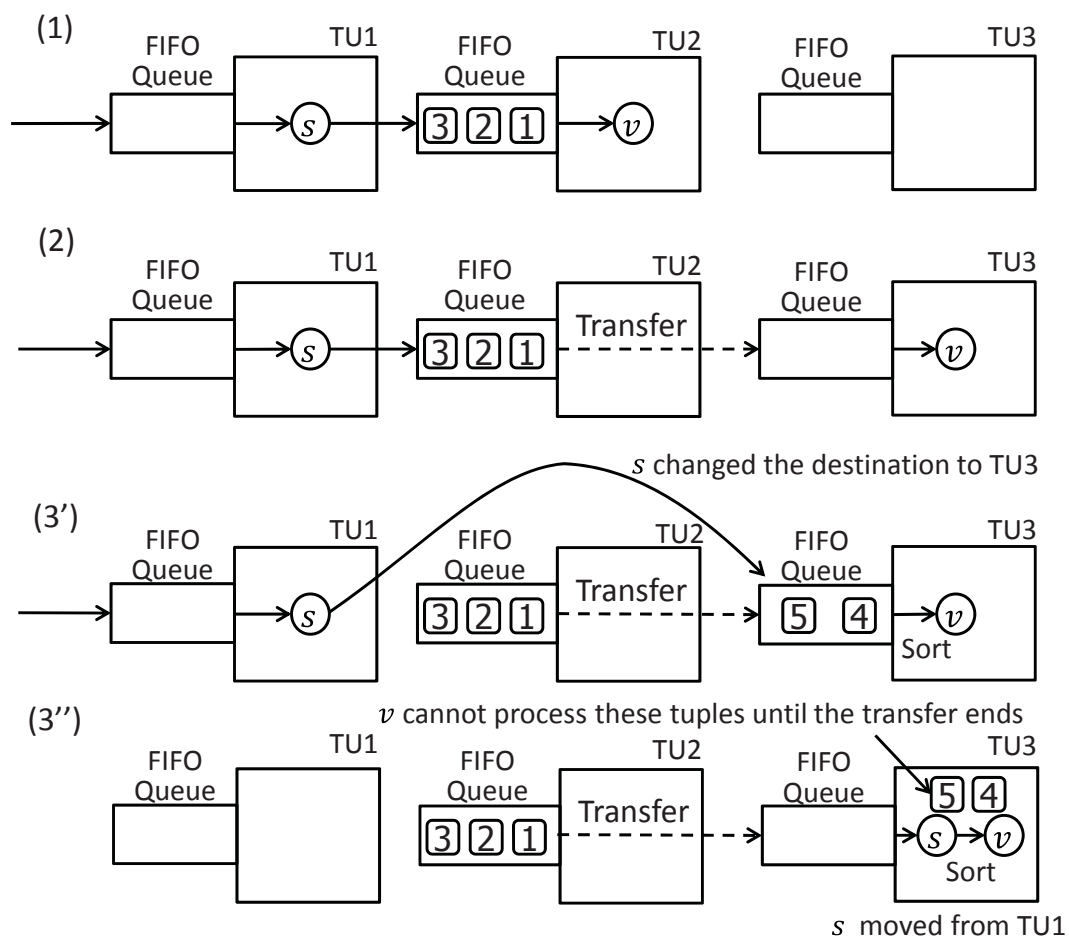 (1)
FIFO
Queue
TU1
s
FIFO
Queue
3 2 1
TU2
v
FIFO
Queue
TU3
(2)
FIFO
Queue
TU1
s
FIFO
Queue
3 2 1
TU2
Transfer
FIFO
Queue
TU3
v
s changed the destination to TU3
(3')
FIFO
Queue
TU1
s
FIFO
Queue
3 2 1
TU2
Transfer
FIFO
Queue
5 4
TU3
v
Sort
(3'')
v cannot process these tuples until the transfer ends
FIFO
Queue
TU1
FIFO
Queue
3 2 1
TU2
Transfer
FIFO
Queue
TU3
5 4
s v
Sort
s moved from TU1